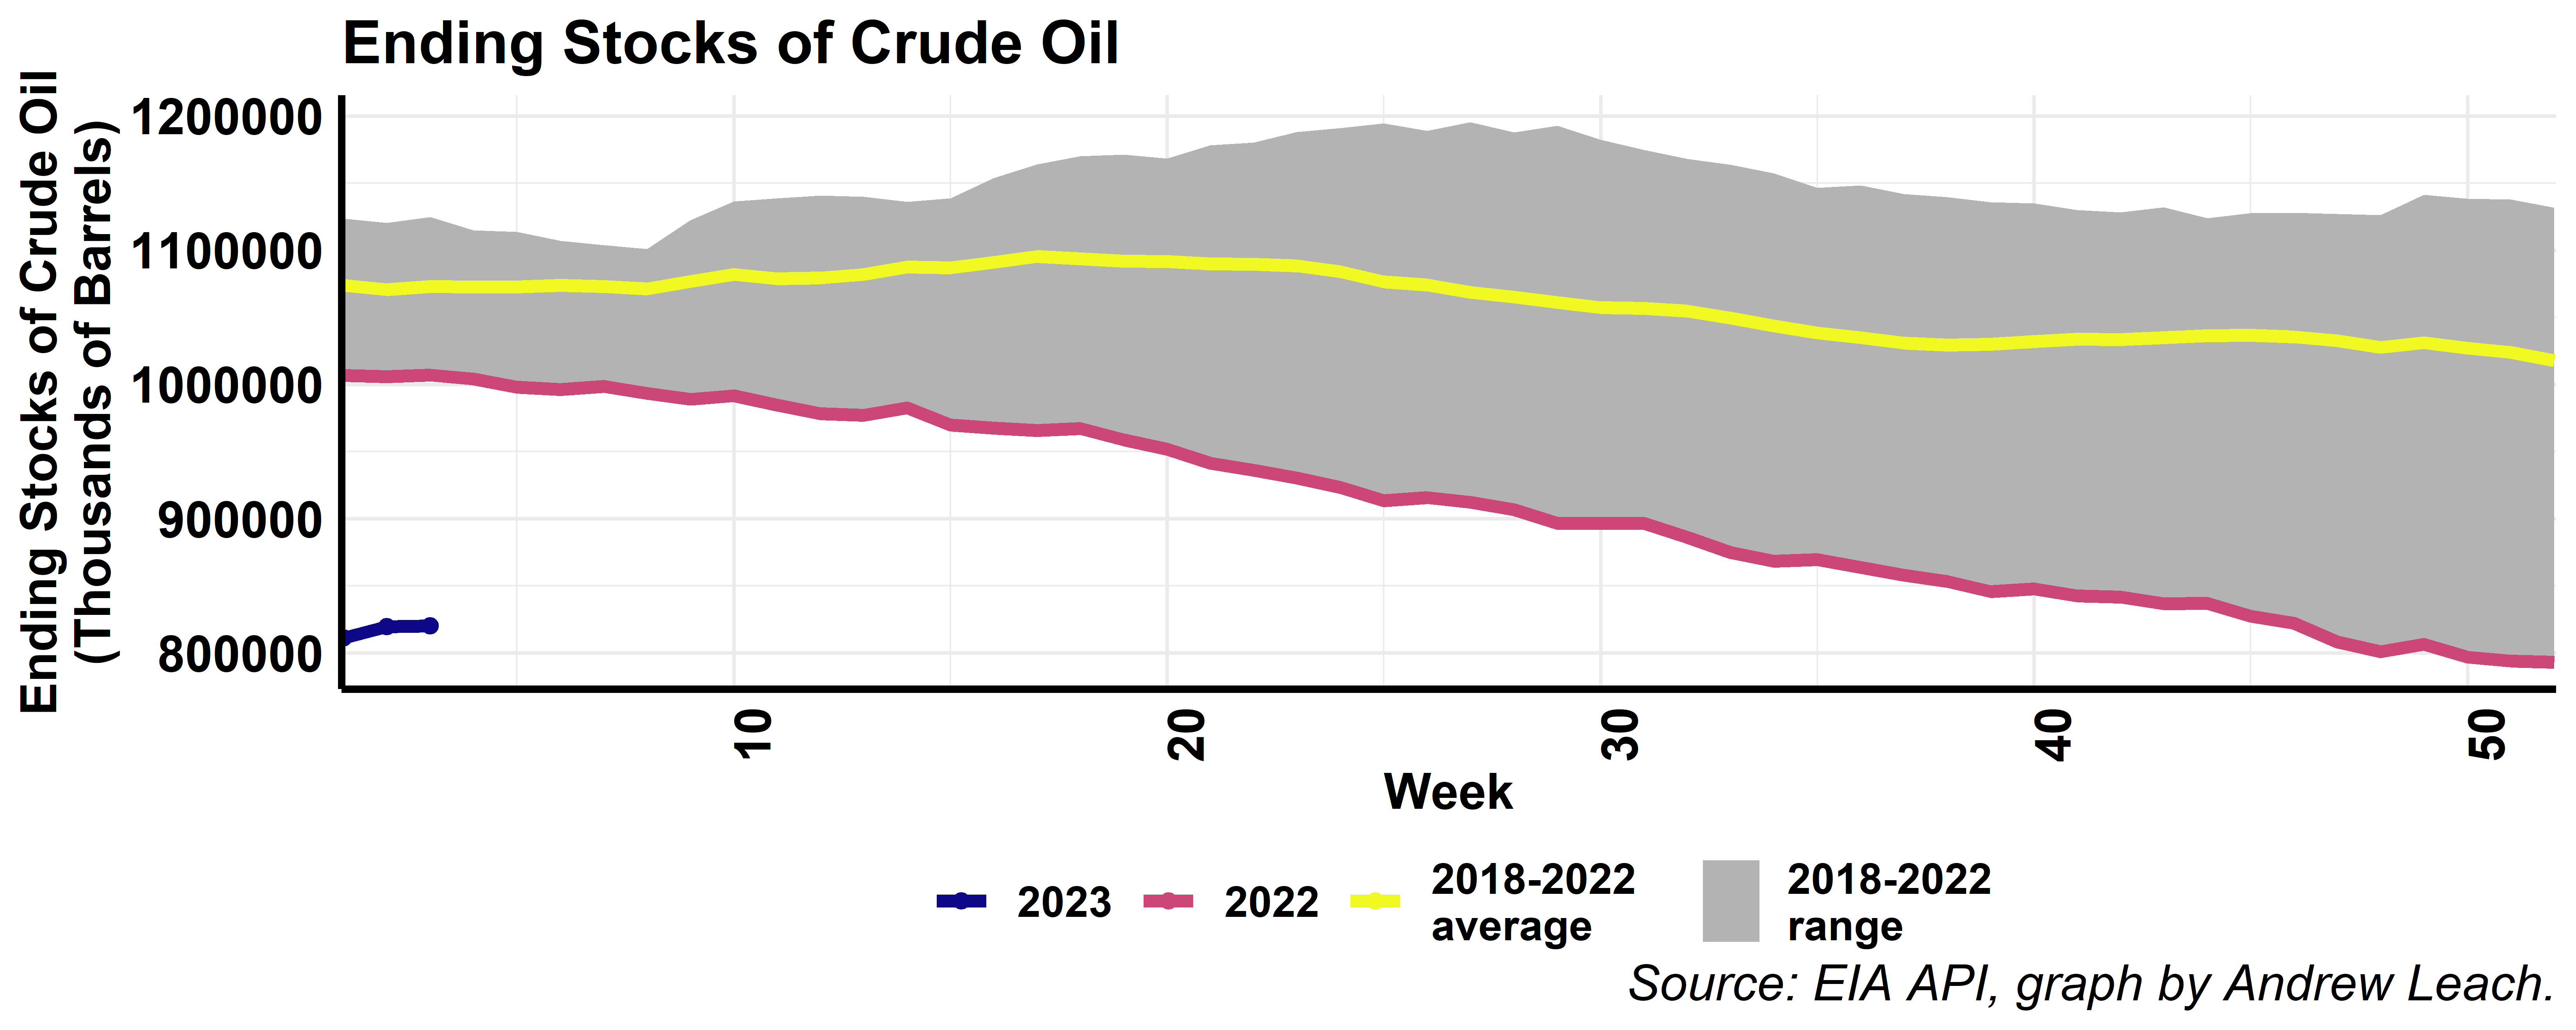 Ending Stocks of Crude Oil
Ending Stocks of Crude Oil
(Thousands of Barrels)
1200000
1100000
1000000
900000
800000
10
20
30
40
50
Week
2023
2022
2018-2022
average
2018-2022
range
Source: EIA API, graph by Andrew Leach.